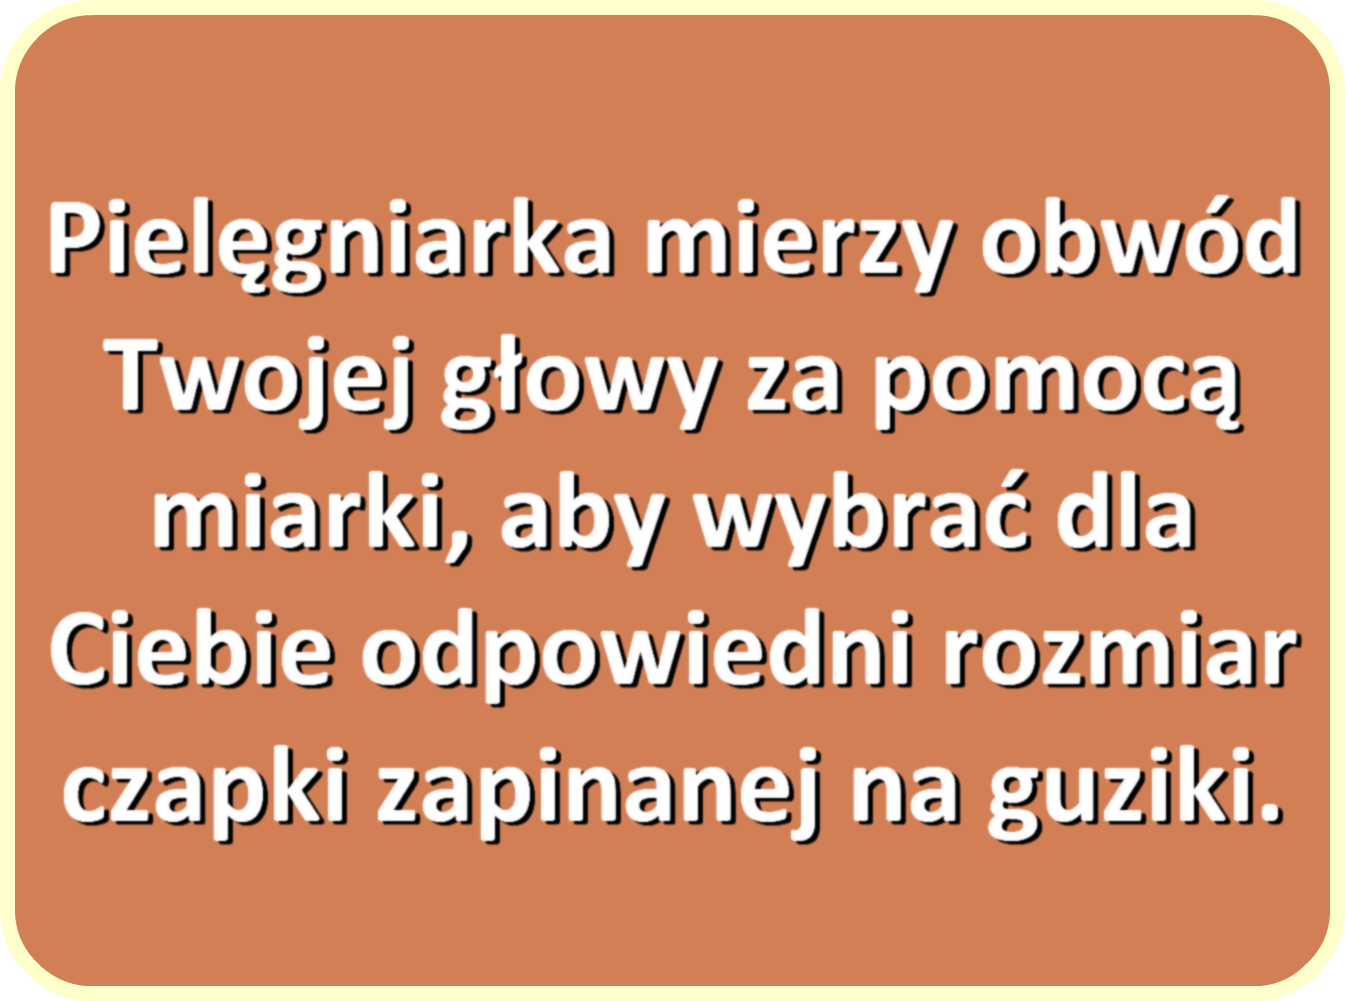 Pielęgniarka mierzy obwód
Twojej głowy za pomocą
miarki, aby wybrać dla
Ciebie odpowiedni rozmiar
czapki zapinanej na guziki.